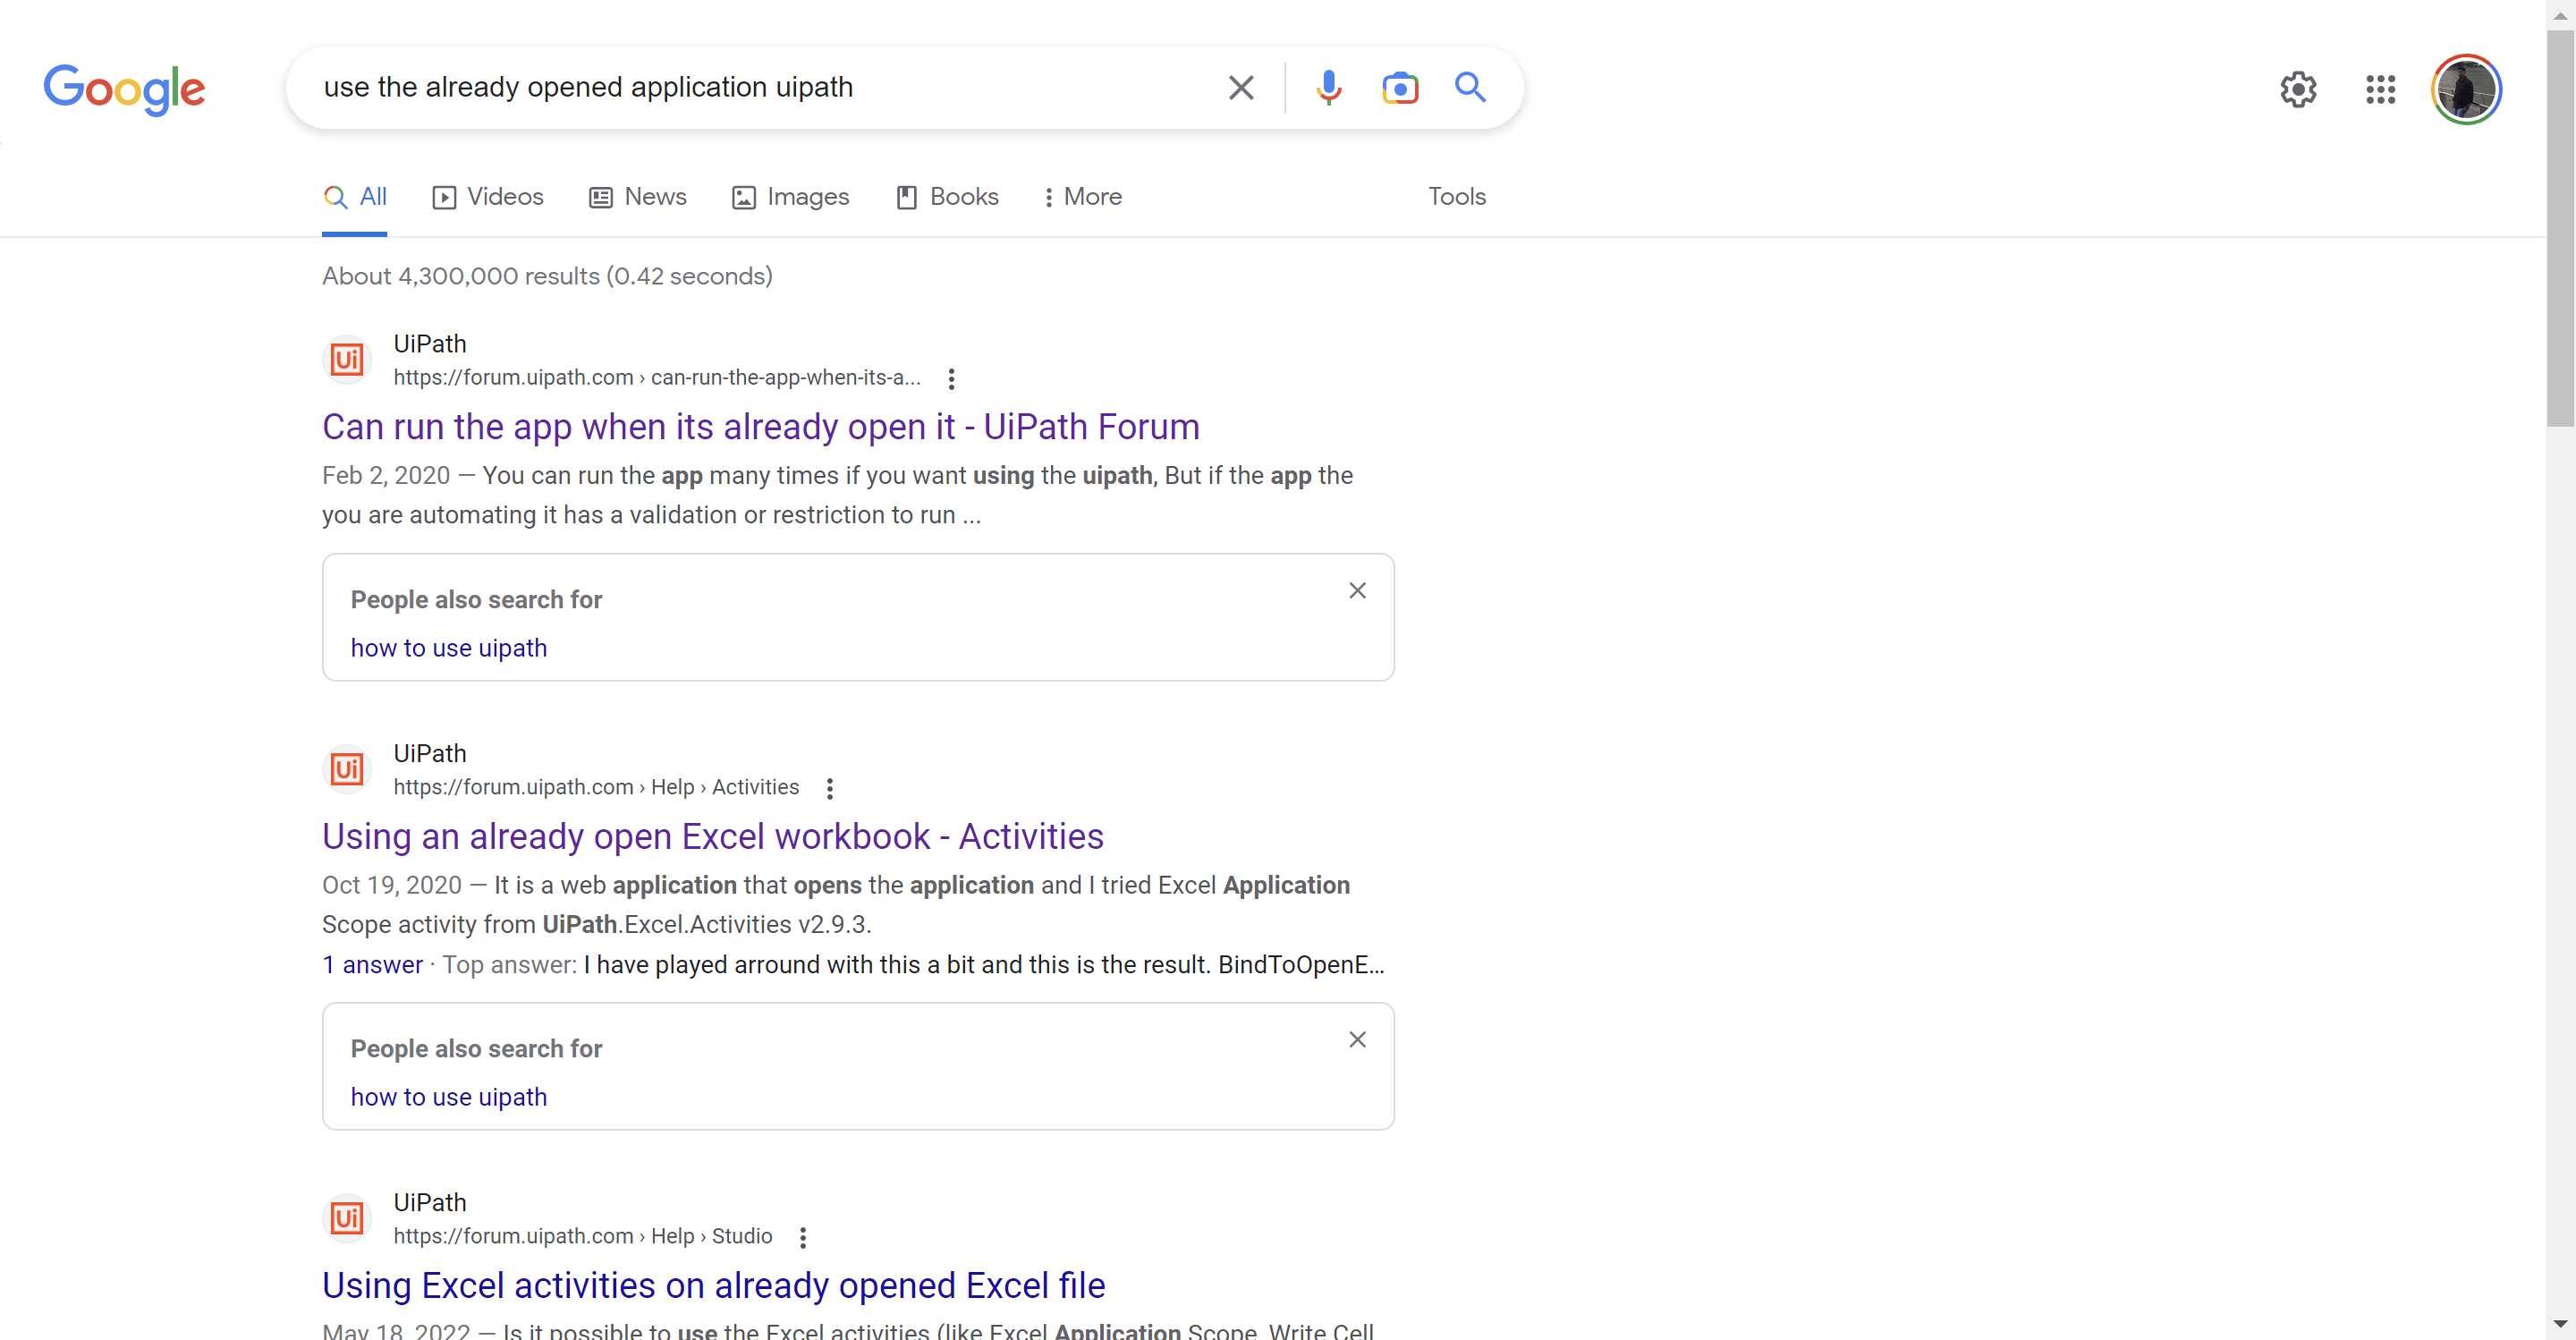 Google
use the already opened application uipath
All
Videos
News
Images
Books
More
Tools
About 4,300,000 results (0.42 seconds)
Ui
UiPath
https://forum.uipath.com › can-run-the-app-when-its-a...
Can run the app when its already open it - UiPath Forum
Feb 2, 2020 — You can run the app many times if you want using the uipath, But if the app the
you are automating it has a validation or restriction to run ...
People also search for
how to use uipath
Ui
UiPath
https://forum.uipath.com › Help › Activities
Using an already open Excel workbook - Activities
Oct 19, 2020 — It is a web application that opens the application and I tried Excel Application
Scope activity from UiPath.Excel.Activities v2.9.3.
1 answer · Top answer: I have played arround with this a bit and this is the result. BindToOpenE...
People also search for
how to use uipath
Ui
UiPath
https://forum.uipath.com › Help › Studio
Using Excel activities on already opened Excel file
May 18, 2022 — Is it possible to use the Excel activities (like Excel Application Scope, Write Cell